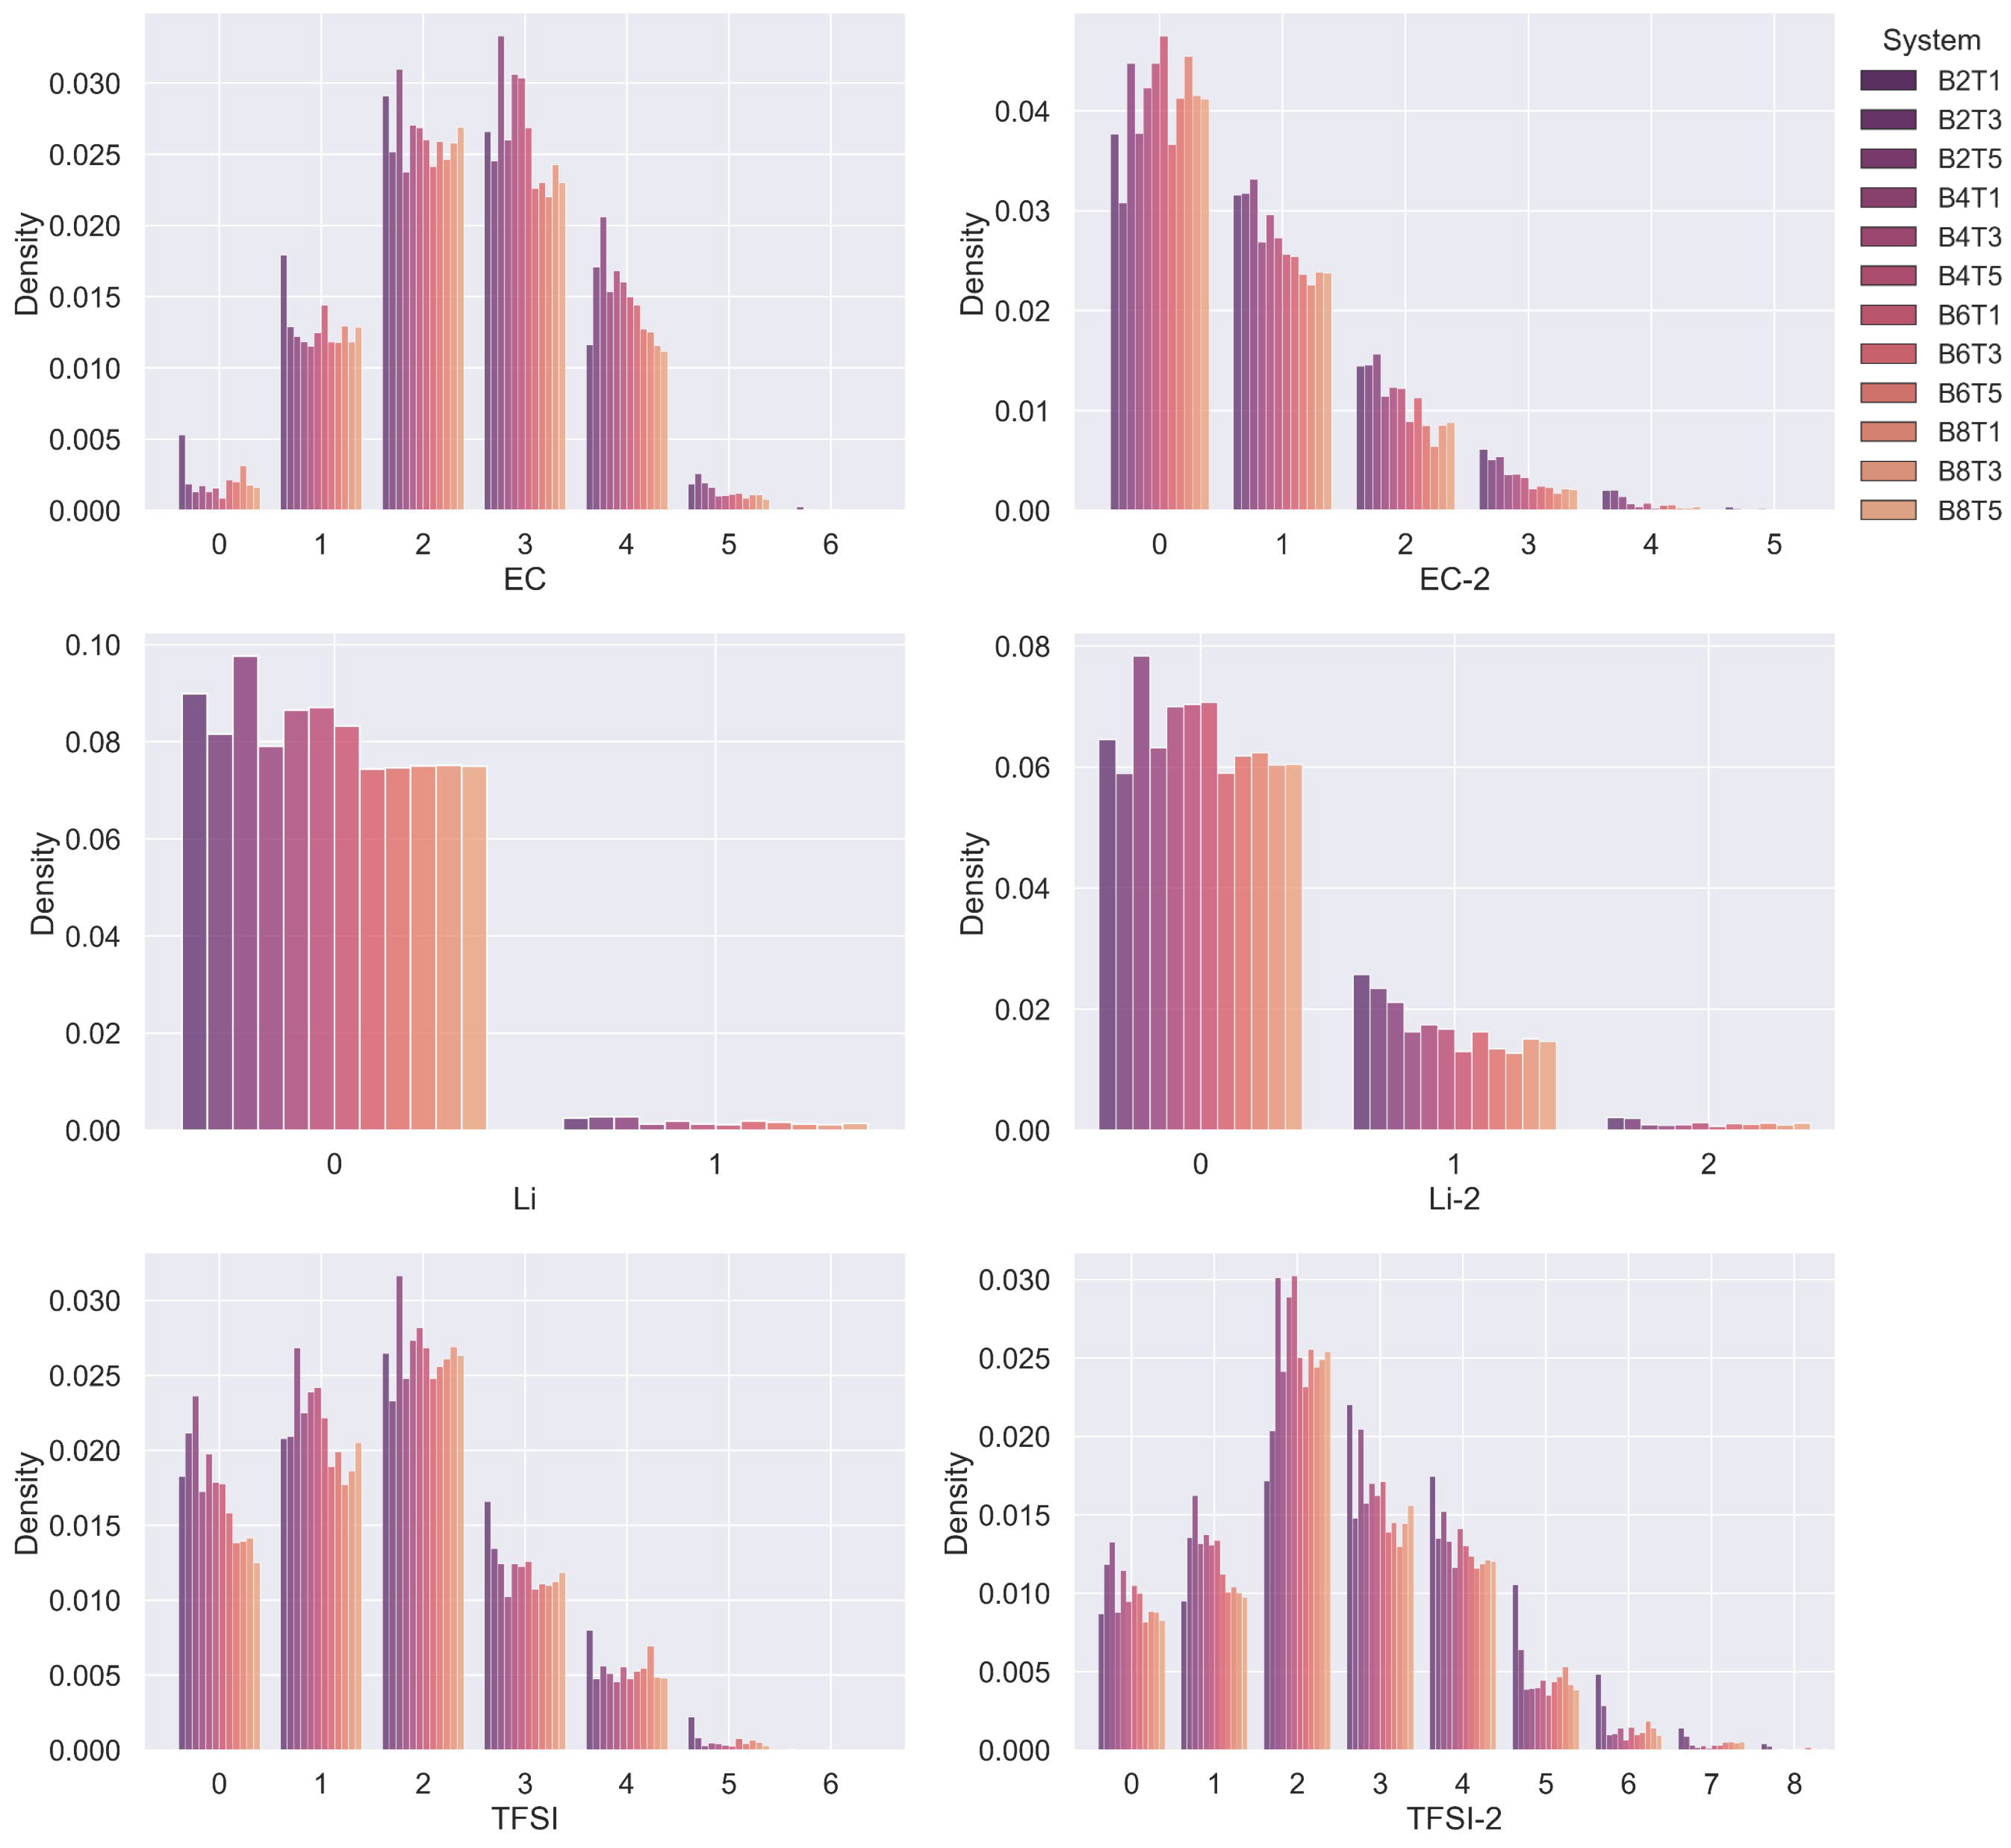 Density
0.030
0.025
0.020
0.015
0.010
0.005
0.000
0 1 2 3 4 5 6
EC
Density
0.04
0.03
0.02
0.01
0.00
0 1 2 3 4 5
EC-2
System
B2T1
B2T3
B2T5
B4T1
B4T3
B4T5
B6T1
B6T3
B6T5
B8T1
B8T3
B8T5
Density
0.10
0.08
0.06
0.04
0.02
0.00
0 1
Li
Density
0.08
0.06
0.04
0.02
0.00
0 1 2
Li-2
Density
0.030
0.025
0.020
0.015
0.010
0.005
0.000
0 1 2 3 4 5 6
TFSI
Density
0.030
0.025
0.020
0.015
0.010
0.005
0.000
0 1 2 3 4 5 6 7 8
TFSI-2